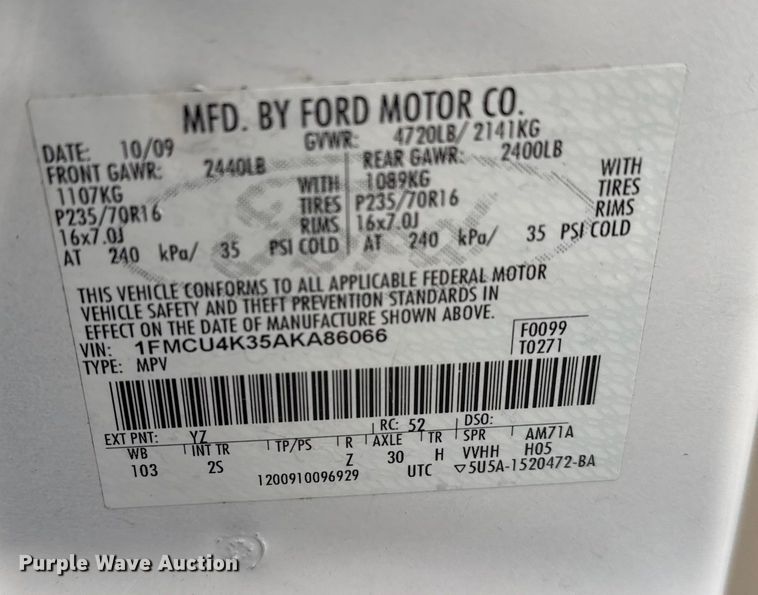 MFD. BY FORD MOTOR CO.
DATE: 10/09 GVWR: 4720LB/ 2141KG
FRONT GAWR: 2440LB REAR GAWR: 2400LB
1107KG WITH 1089KG WITH
P235/70R16 TIRES P235/70R16 TIRES
16x7.0J RIMS 16x7.0J RIMS
AT 240 kPa/ 35 PSI COLD AT 240 kPa/ 35 PSI COLD
THIS VEHICLE CONFORMS TO ALL APPLICABLE FEDERAL MOTOR
VEHICLE SAFETY AND THEFT PREVENTION STANDARDS IN
EFFECT ON THE DATE OF MANUFACTURE SHOWN ABOVE.
VIN: 1FMCU4K35AKA86066 F0099
TYPE: MPV T0271
EXT PNT: YZ RC: 52 DSO:
WB INT TR TP/PS R AXLE TR SPR AM71A
103 2S Z 30 H VVHH H05
1200910096929 UTC ▽5U5A-1520472-BA
Purple Wave Auction